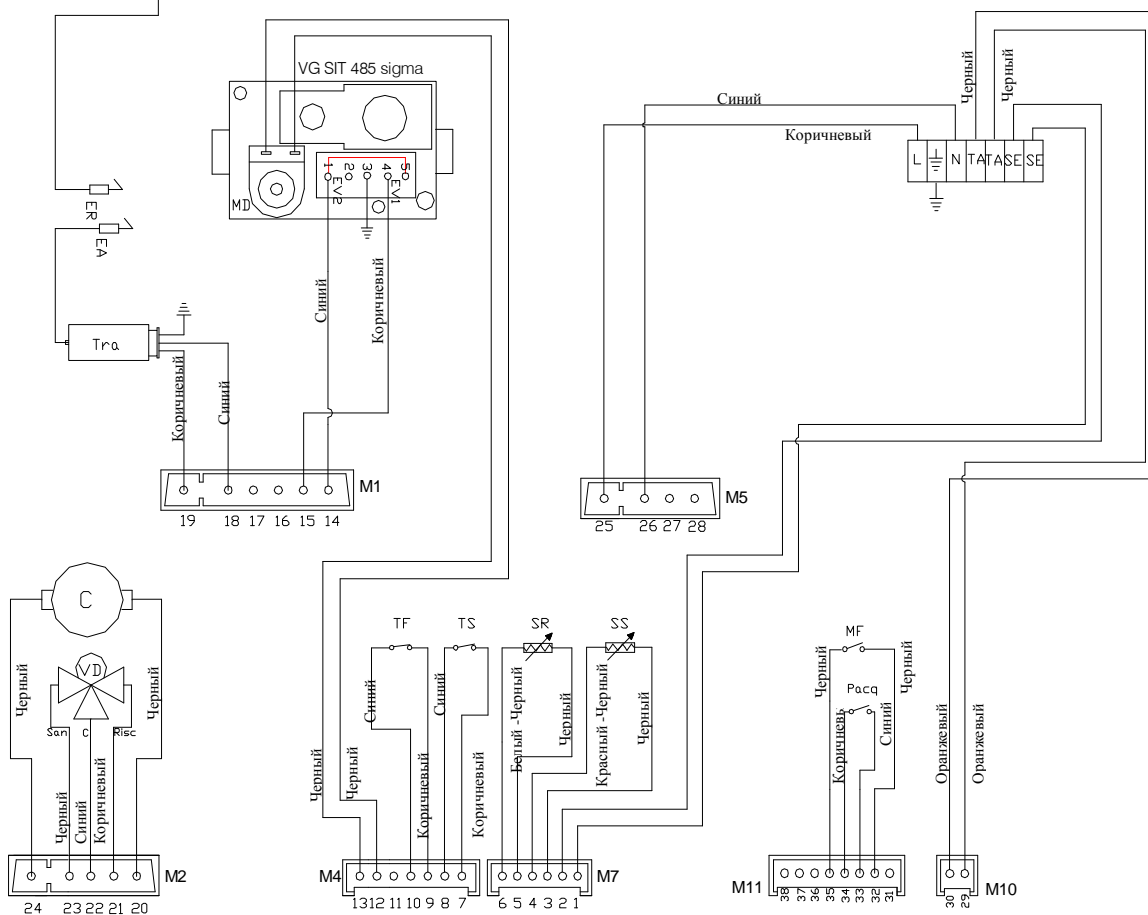 VG SIT 485 sigma
MD
1 2 3 4 5
EV2
EV1
ER
EA
Tra
Коричневый
Синий
Синий
Коричневый
M1
19 18 17 16 15 14
Синий
Коричневый
Черный
Черный
L N TA TA SE SE
M5
25 26 27 28
C
VD
San C Risc
Черный
Черный
Черный
Синий
Коричневый
M2
24 23 22 21 20
TF
TS
SR
SS
Черный
Черный
Синий
Коричневый
Синий
Коричневый
Белый -Черный
Черный
Красный -Черный
Черный
M4
13 12 11 10 9 8 7
6 5 4 3 2 1
M7
MF
Pacq
Черный
Коричневь
Синий
Черный
M11
38 37 36 35 34 33 32 31
Оранжевый
Оранжевый
30 29
M10